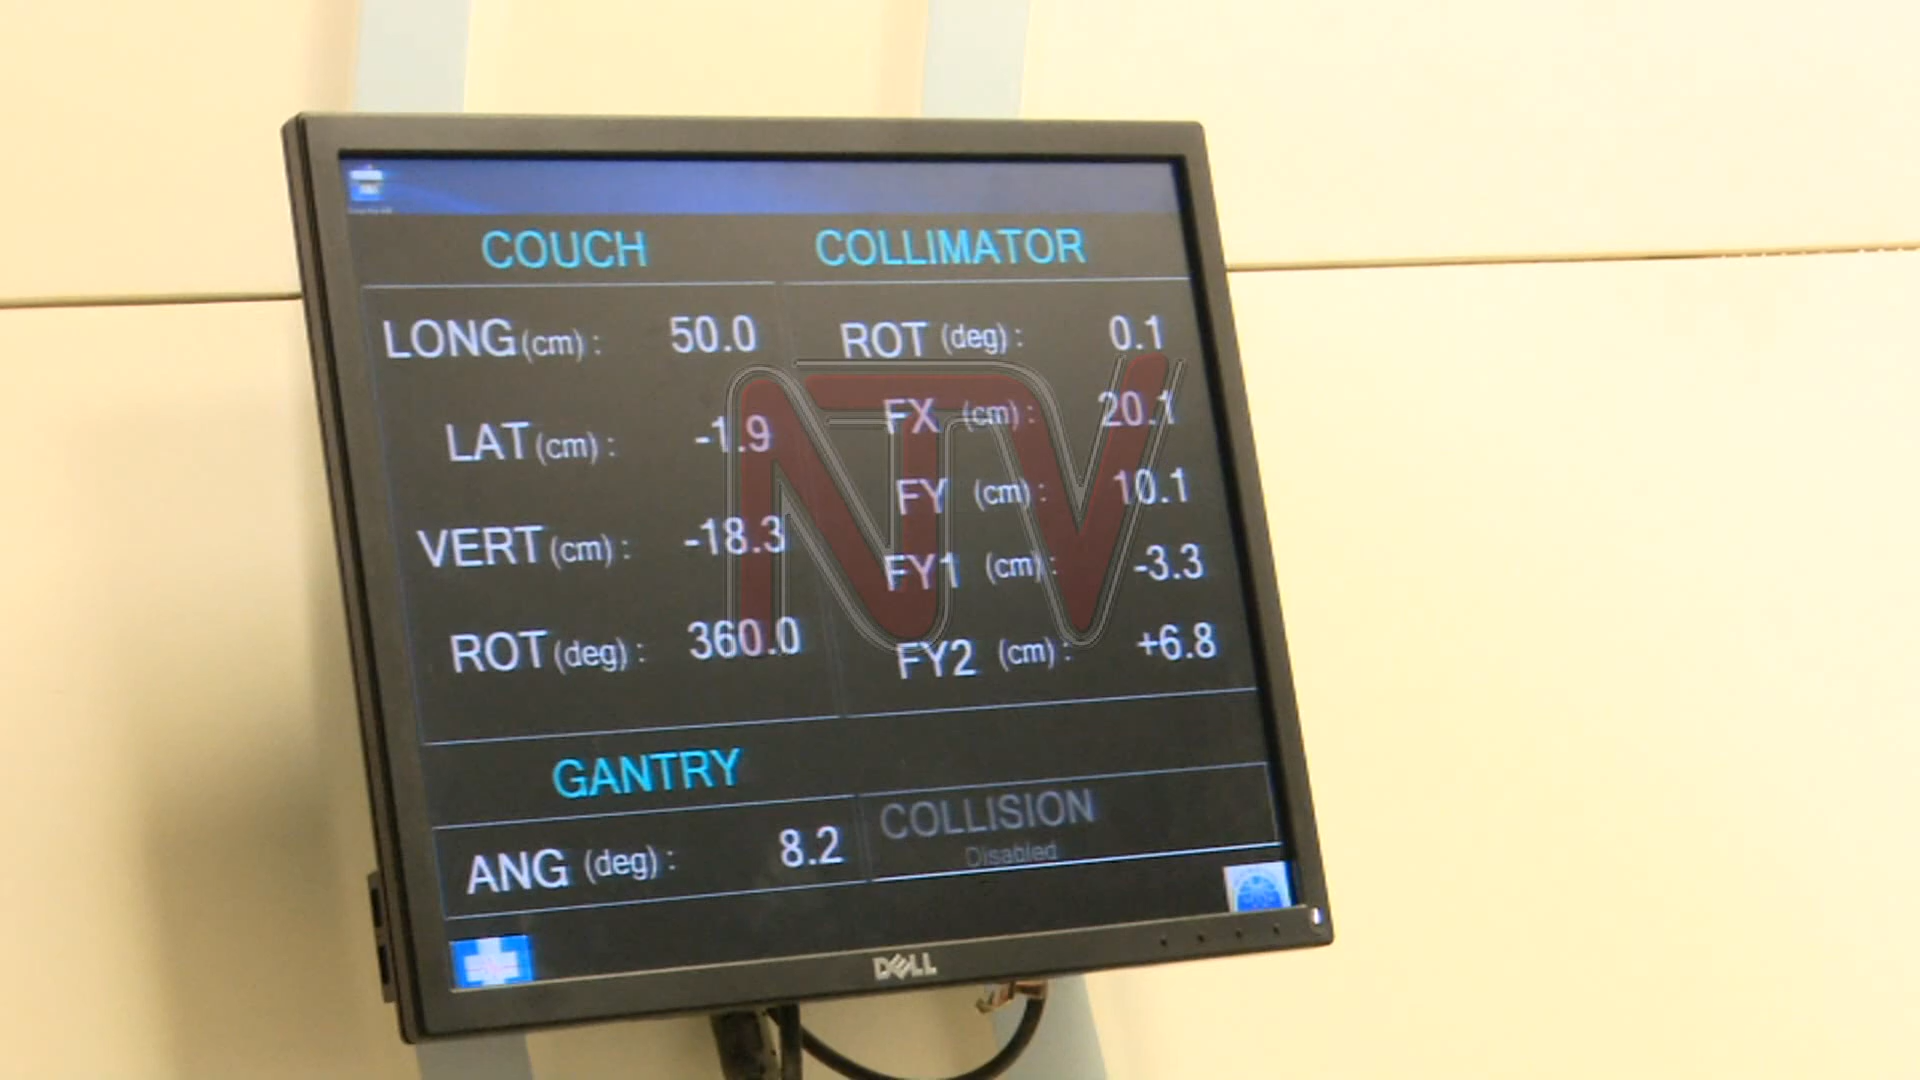 COUCH
LONG (cm) : 50.0
LAT (cm) : -1.9
VERT (cm) : -18.3
ROT (deg) : 360.0
COLLIMATOR
ROT (deg) : 0.1
FX (cm) : 20.1
FY (cm) : 10.1
FY1 (cm) : -3.3
FY2 (cm) : +6.8
GANTRY
ANG (deg) : 8.2
COLLISION
Disabled
DELL
NTV